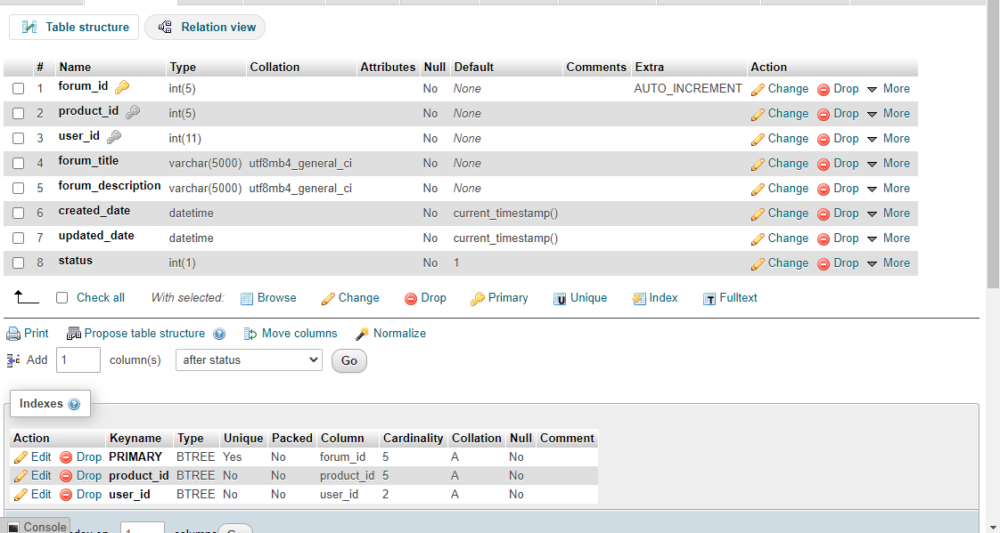 Table structure Relation view
# Name Type Collation Attributes Null Default Comments Extra Action
1 forum_id int(5) No None AUTO_INCREMENT Change Drop More
2 product_id int(5) No None Change Drop More
3 user_id int(11) No None Change Drop More
4 forum_title varchar(5000) utf8mb4_general_ci No None Change Drop More
5 forum_description varchar(5000) utf8mb4_general_ci No None Change Drop More
6 created_date datetime No current_timestamp() Change Drop More
7 updated_date datetime No current_timestamp() Change Drop More
8 status int(1) No 1 Change Drop More
Check all With selected: Browse Change Drop Primary Unique Index Fulltext
Print Propose table structure Move columns Normalize
Add 1 column(s) after status Go
Indexes
Action Keyname Type Unique Packed Column Cardinality Collation Null Comment
Edit Drop PRIMARY BTREE Yes No forum_id 5 A No
Edit Drop product_id BTREE No No product_id 5 A No
Edit Drop user_id BTREE No No user_id 2 A No
Console